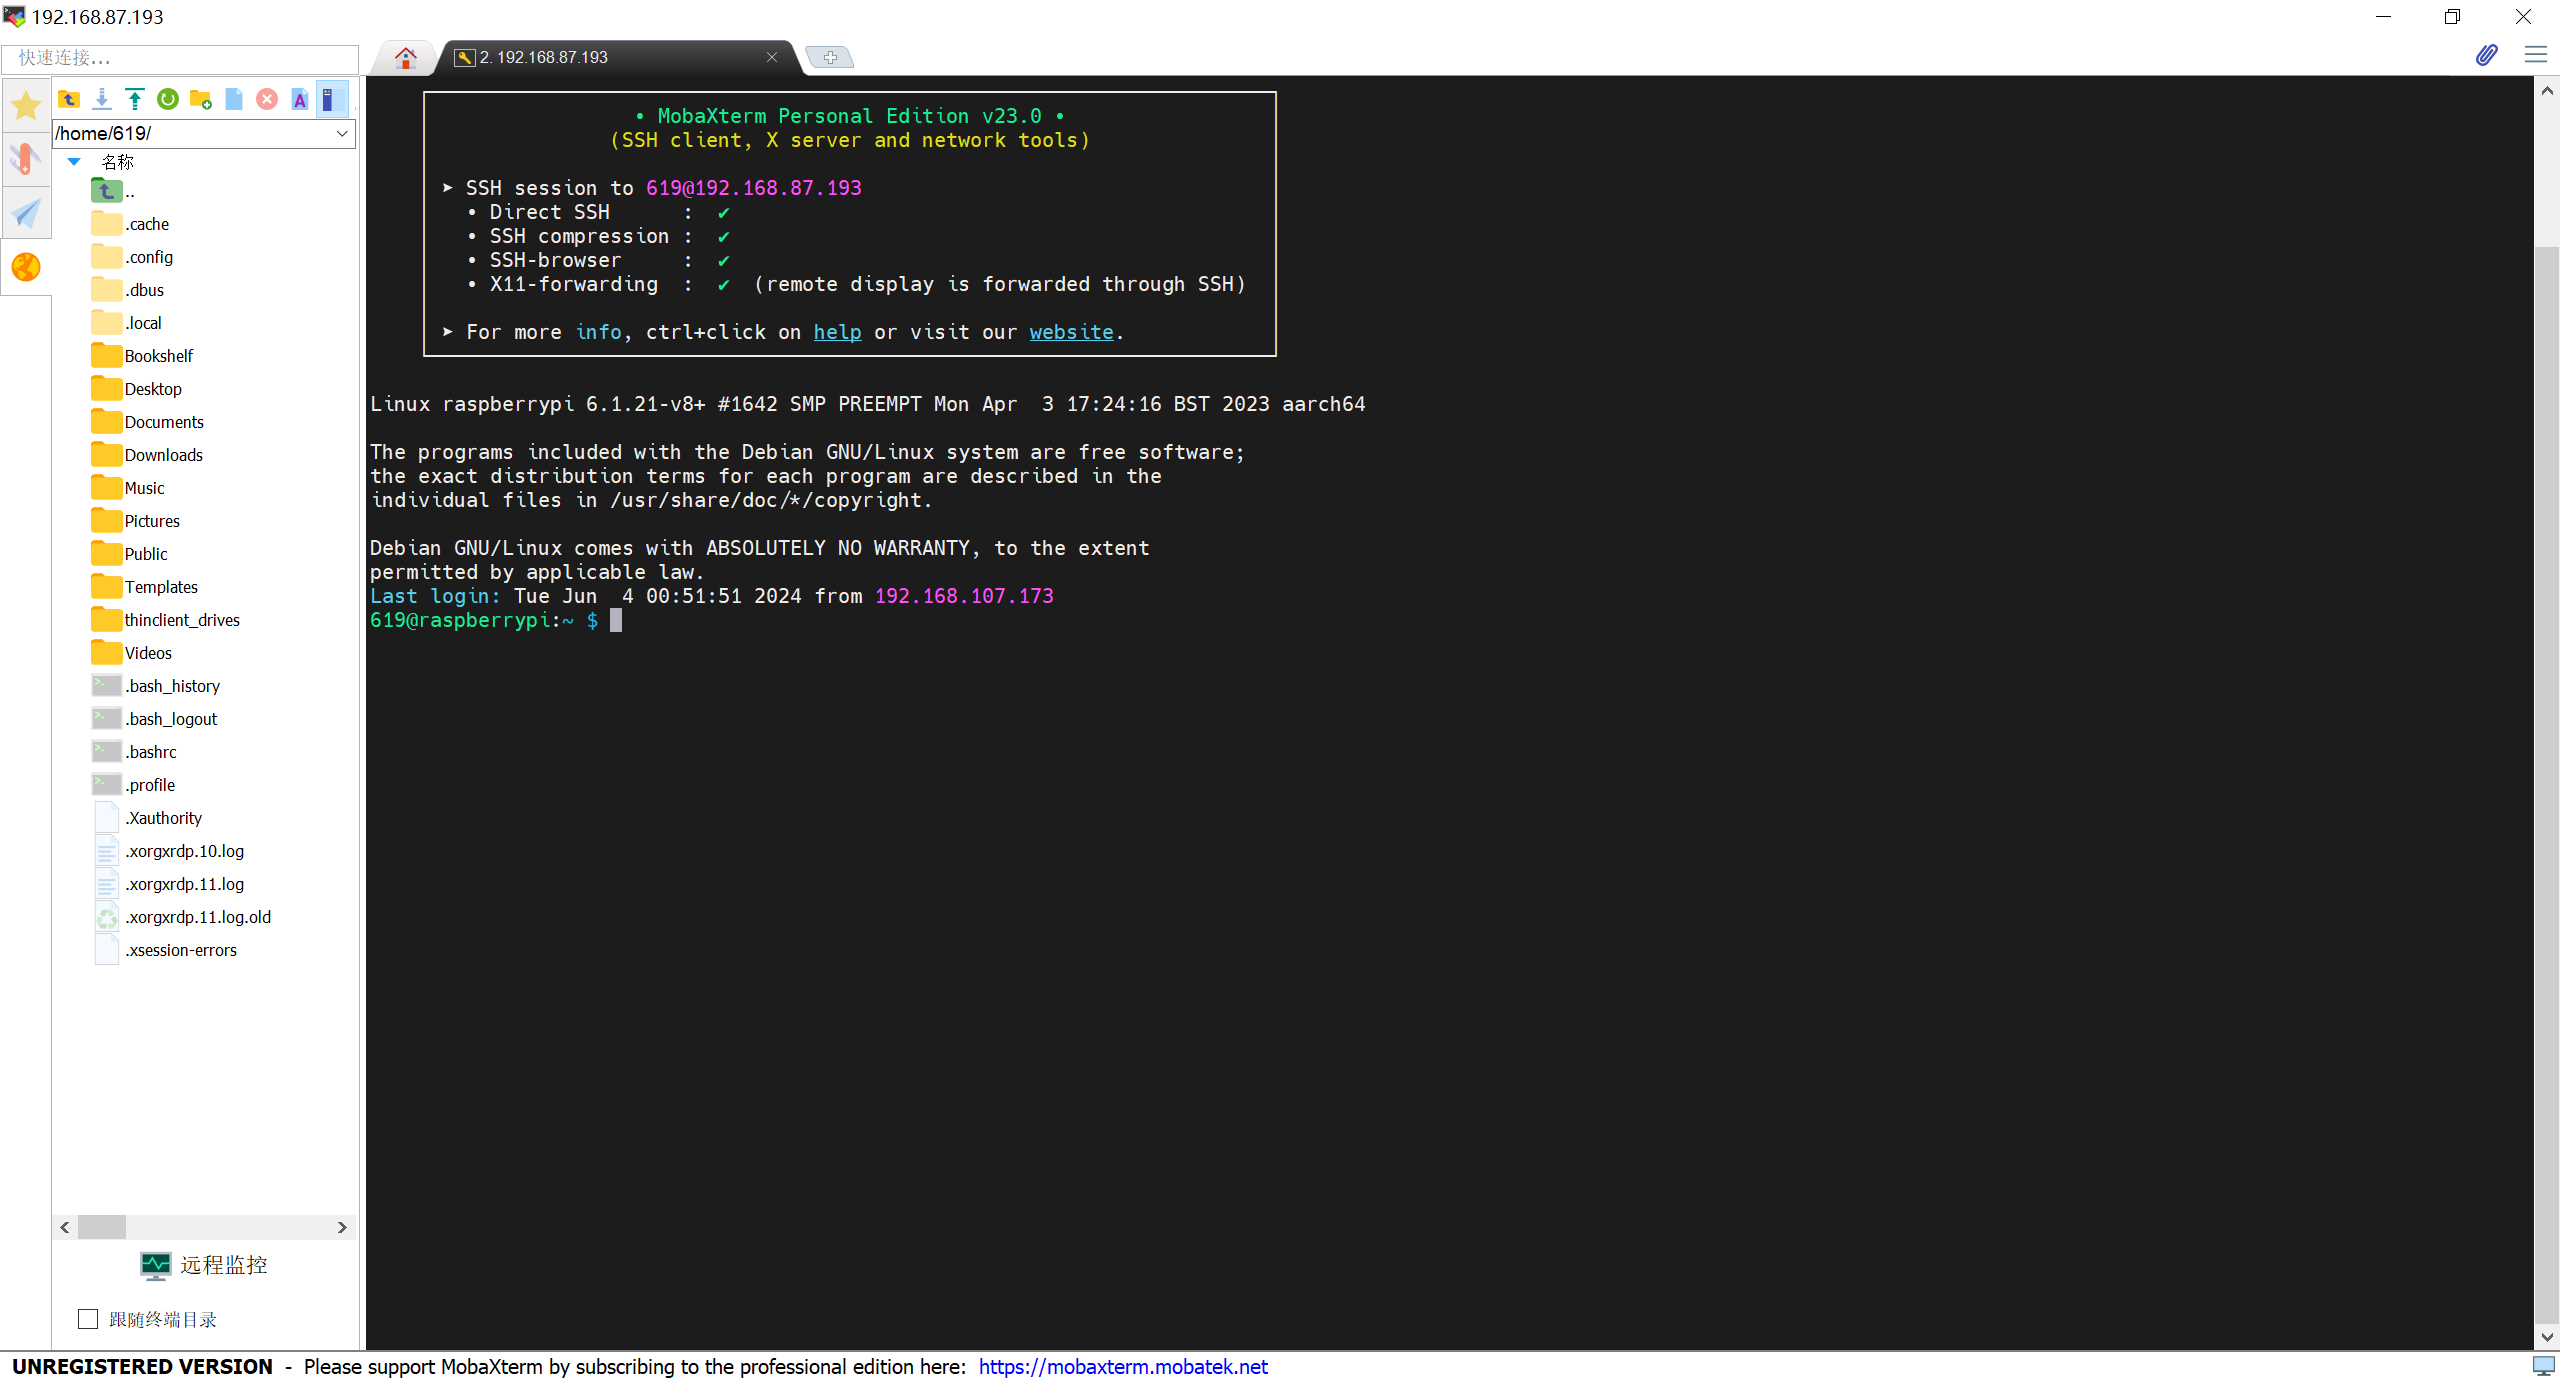 192.168.87.193
快速连接...
2. 192.168.87.193
/home/619/
名称
..
.cache
.config
.dbus
.local
Bookshelf
Desktop
Documents
Downloads
Music
Pictures
Public
Templates
thinclient_drives
Videos
.bash_history
.bash_logout
.bashrc
.profile
.Xauthority
.xorgxrdp.10.log
.xorgxrdp.11.log
.xorgxrdp.11.log.old
.xsession-errors
远程监控
跟随终端目录
• MobaXterm Personal Edition v23.0 •
(SSH client, X server and network tools)
➤ SSH session to 619@192.168.87.193
• Direct SSH : ✔
• SSH compression : ✔
• SSH-browser : ✔
• X11-forwarding : ✔ (remote display is forwarded through SSH)
➤ For more info, ctrl+click on help or visit our website.
Linux raspberrypi 6.1.21-v8+ #1642 SMP PREEMPT Mon Apr  3 17:24:16 BST 2023 aarch64
The programs included with the Debian GNU/Linux system are free software;
the exact distribution terms for each program are described in the
individual files in /usr/share/doc/*/copyright.
Debian GNU/Linux comes with ABSOLUTELY NO WARRANTY, to the extent
permitted by applicable law.
Last login: Tue Jun  4 00:51:51 2024 from 192.168.107.173
619@raspberrypi:~ $
UNREGISTERED VERSION - Please support MobaXterm by subscribing to the professional edition here: https://mobaxterm.mobatek.net